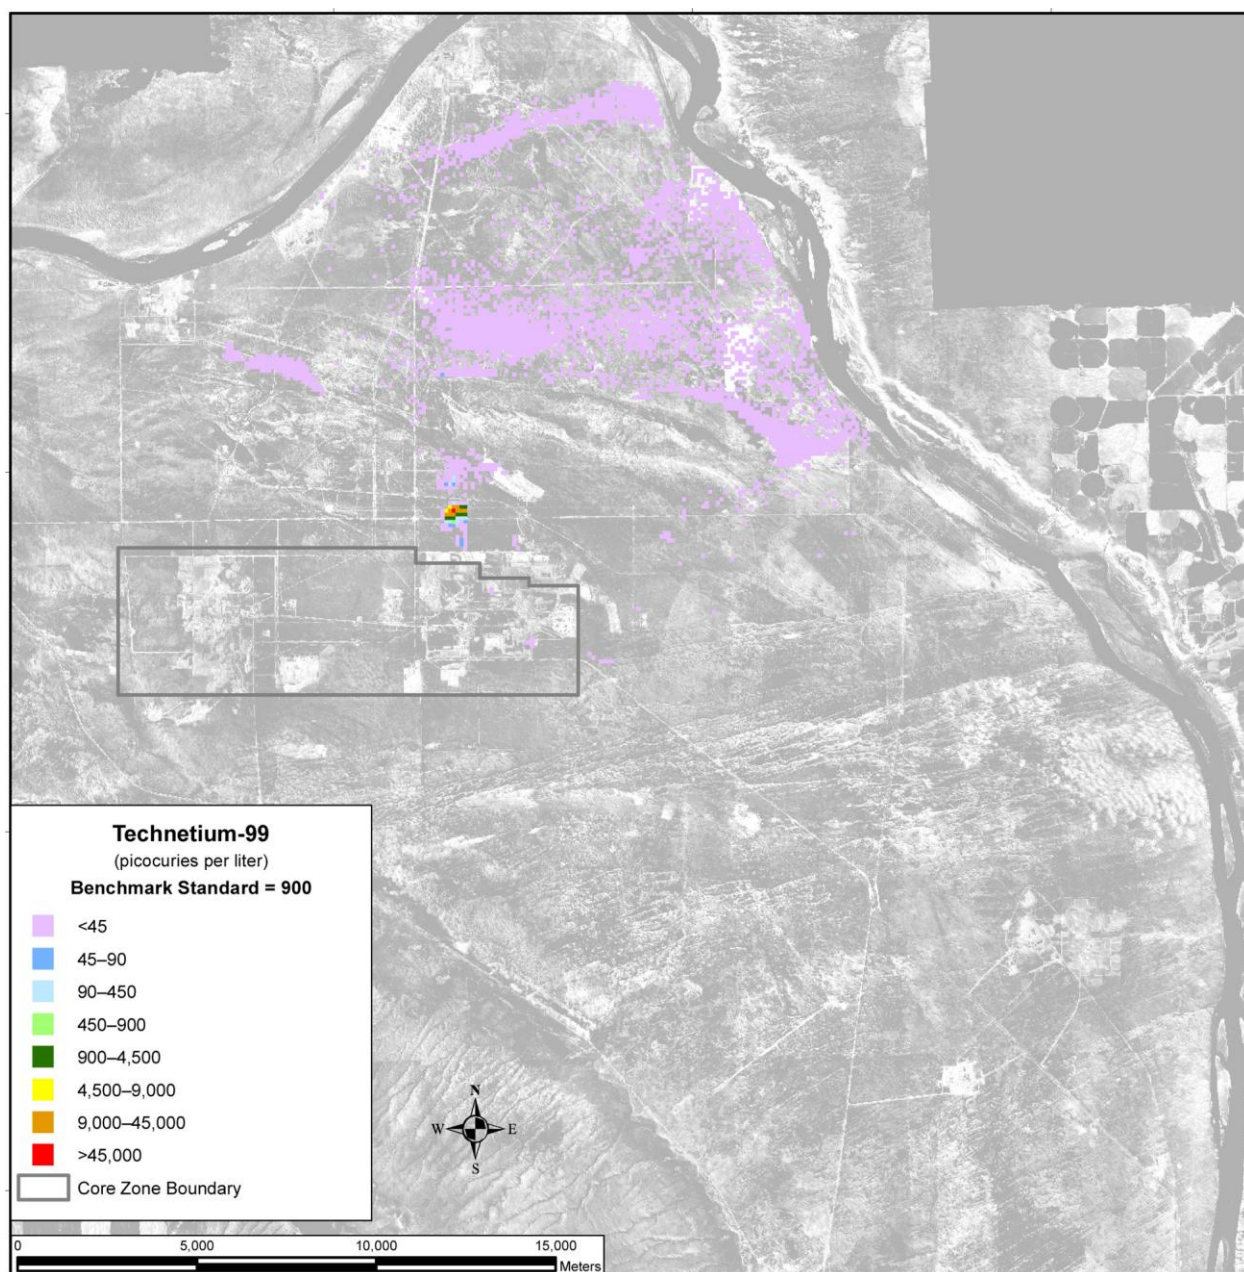 Technetium-99
(picocuries per liter)
Benchmark Standard = 900
<45
45–90
90–450
450–900
900–4,500
4,500–9,000
9,000–45,000
>45,000
Core Zone Boundary
N
W E
S
0 5,000 10,000 15,000
Meters